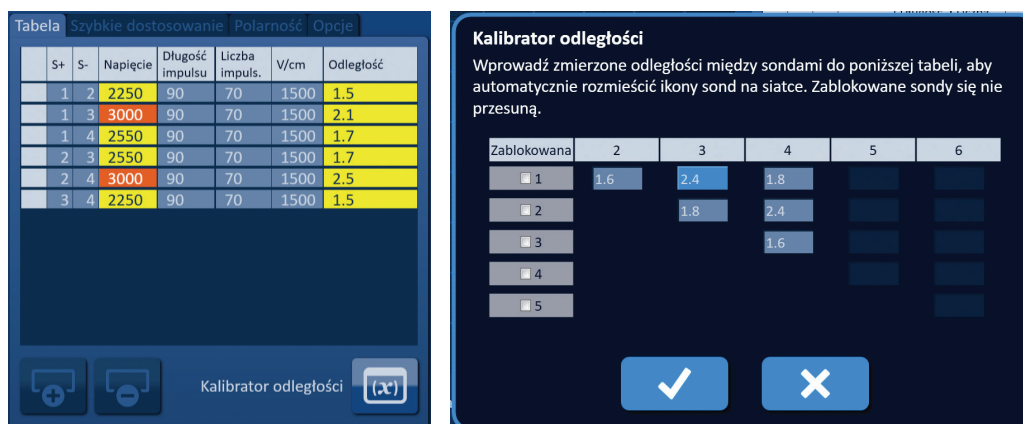 Tabela Szybkie dostosowanie Polarność Opcje
S+ S- Napięcie Długość impulsu Liczba impuls. V/cm Odległość
1 2 2250 90 70 1500 1.5
1 3 3000 90 70 1500 2.1
1 4 2550 90 70 1500 1.7
2 3 2550 90 70 1500 1.7
2 4 3000 90 70 1500 2.5
3 4 2250 90 70 1500 1.5
Kalibrator odległości (x)
Kalibrator odległości
Wprowadź zmierzone odległości między sondami do poniższej tabeli, aby
automatycznie rozmieścić ikony sond na siatce. Zablokowane sondy się nie
przesuną.
Zablokowana 2 3 4 5 6
1 1.6 2.4 1.8
2 1.8 2.4
3 1.6
4
5